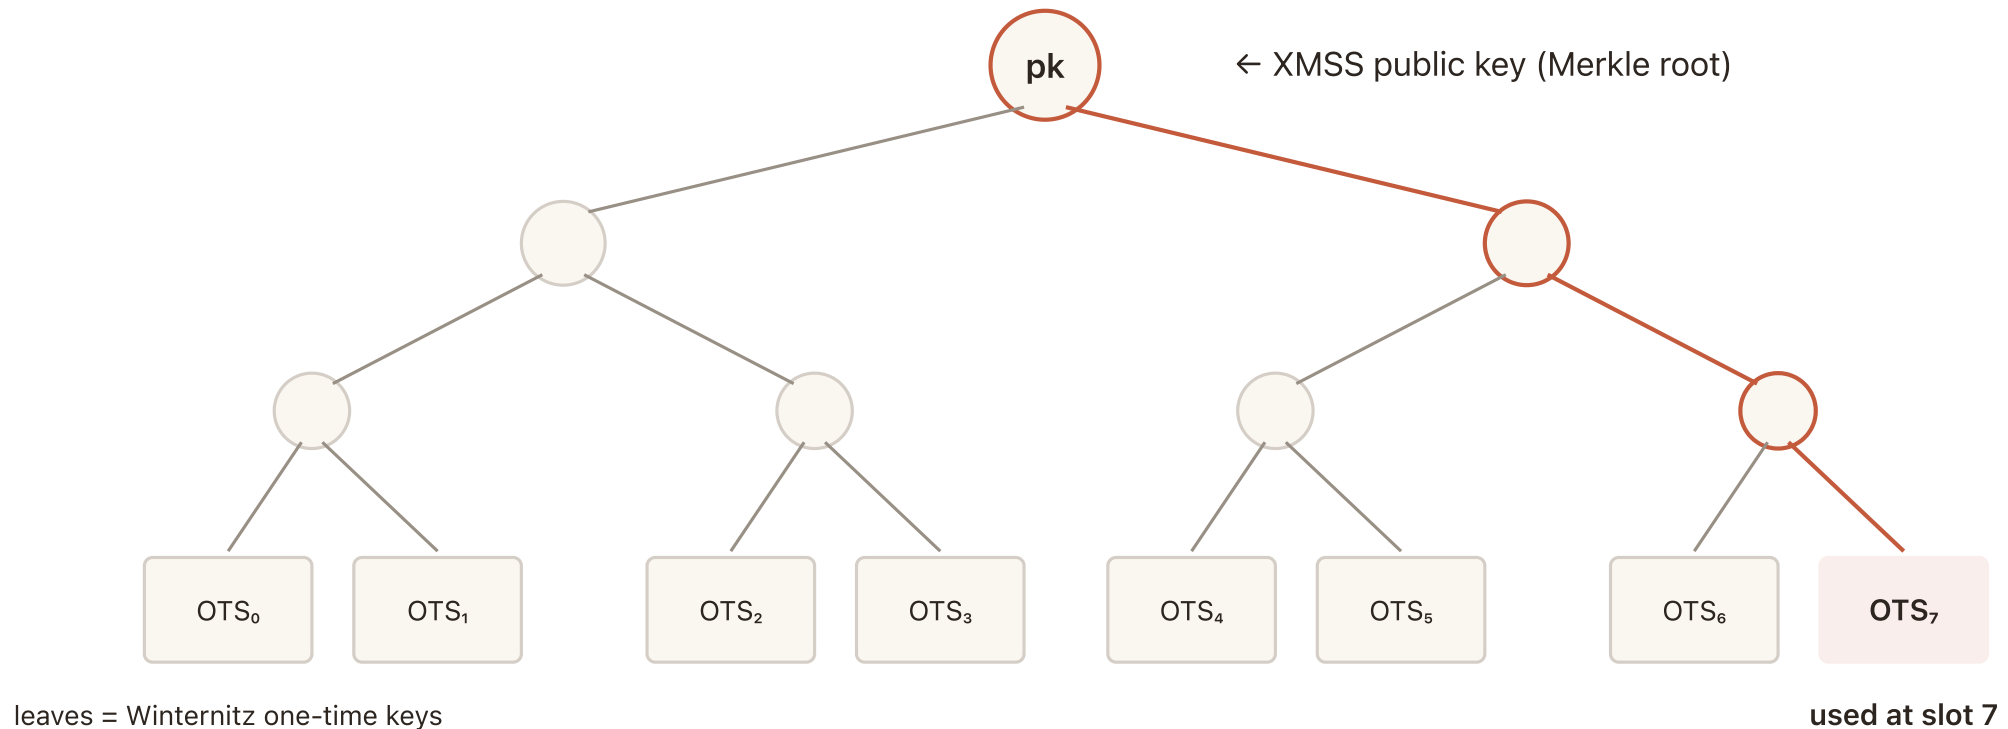 pk
← XMSS public key (Merkle root)
OTS₀ OTS₁ OTS₂ OTS₃ OTS₄ OTS₅ OTS₆ OTS₇
leaves = Winternitz one-time keys
used at slot 7